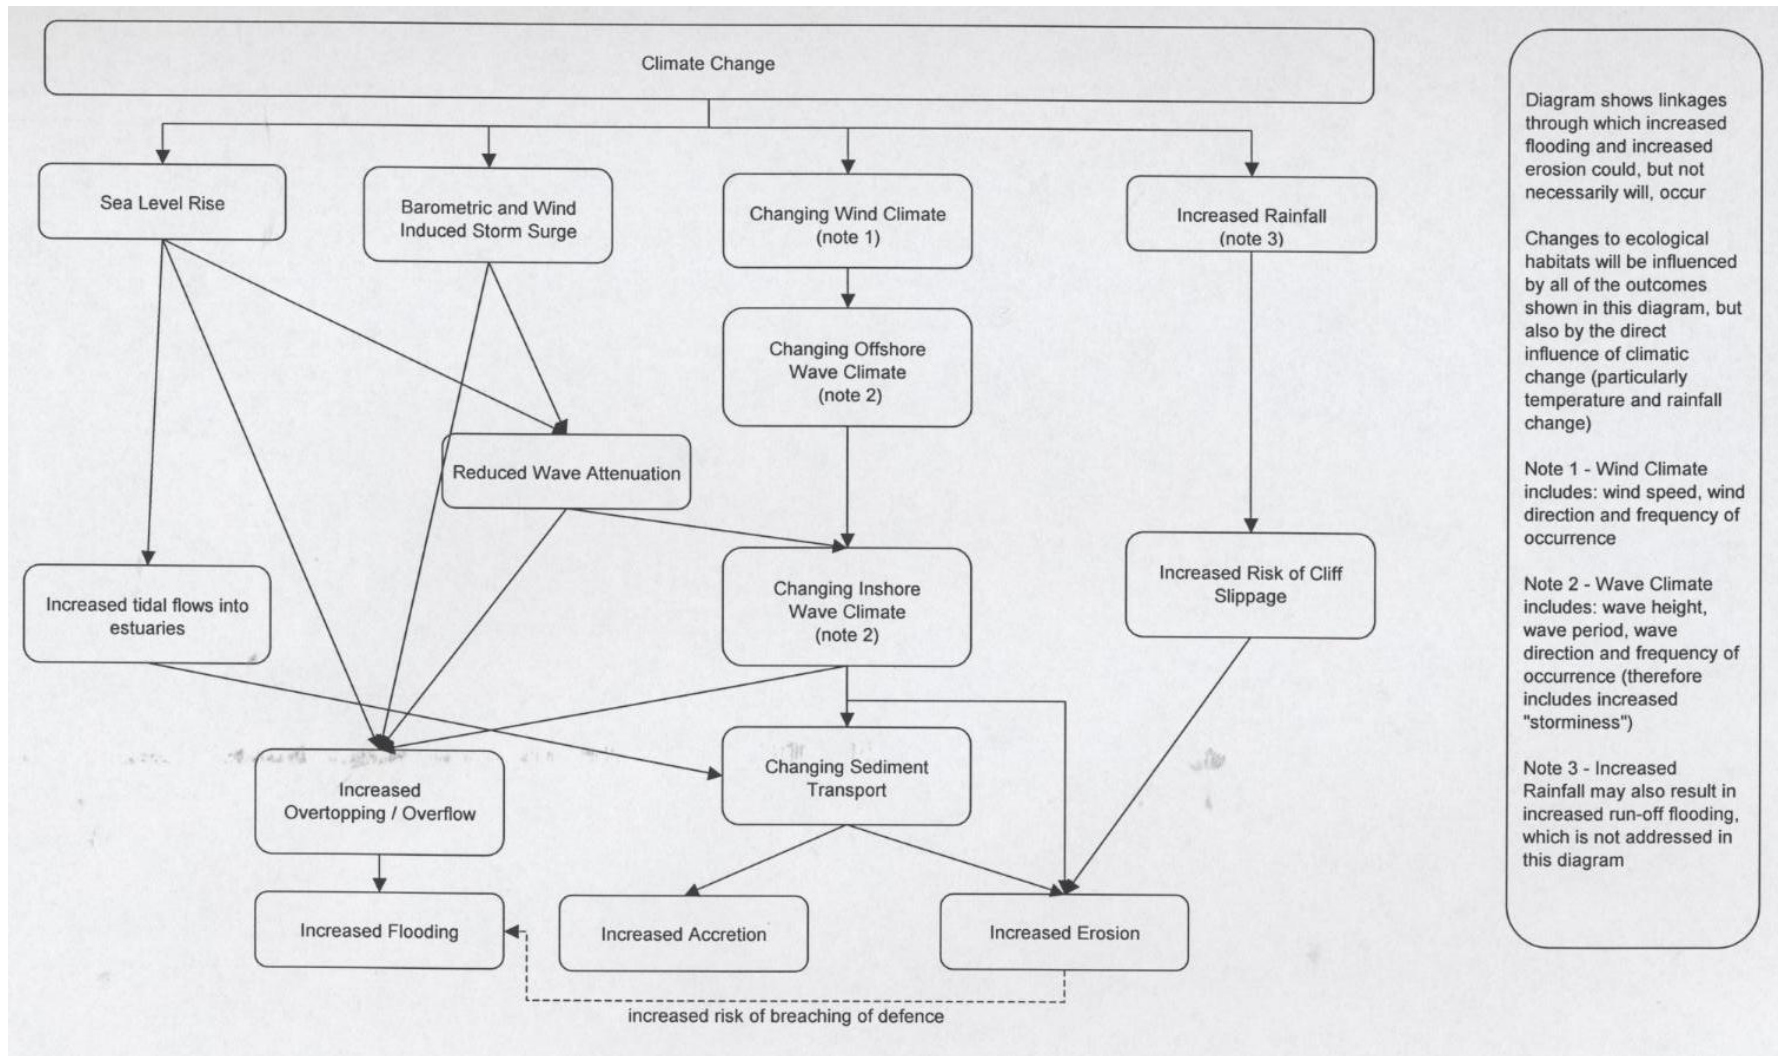 Climate Change
Sea Level Rise
Barometric and Wind
Induced Storm Surge
Changing Wind Climate
(note 1)
Increased Rainfall
(note 3)
Changing Offshore
Wave Climate
(note 2)
Reduced Wave Attenuation
Increased tidal flows into
estuaries
Changing Inshore
Wave Climate
(note 2)
Increased Risk of Cliff
Slippage
Increased
Overtopping / Overflow
Changing Sediment
Transport
Increased Flooding
Increased Accretion
Increased Erosion
increased risk of breaching of defence
Diagram shows linkages
through which increased
flooding and increased
erosion could, but not
necessarily will, occur
Changes to ecological
habitats will be influenced
by all of the outcomes
shown in this diagram, but
also by the direct
influence of climatic
change (particularly
temperature and rainfall
change)
Note 1 - Wind Climate
includes: wind speed, wind
direction and frequency of
occurrence
Note 2 - Wave Climate
includes: wave height,
wave period, wave
direction and frequency of
occurrence (therefore
includes increased
"storminess")
Note 3 - Increased
Rainfall may also result in
increased run-off flooding,
which is not addressed in
this diagram